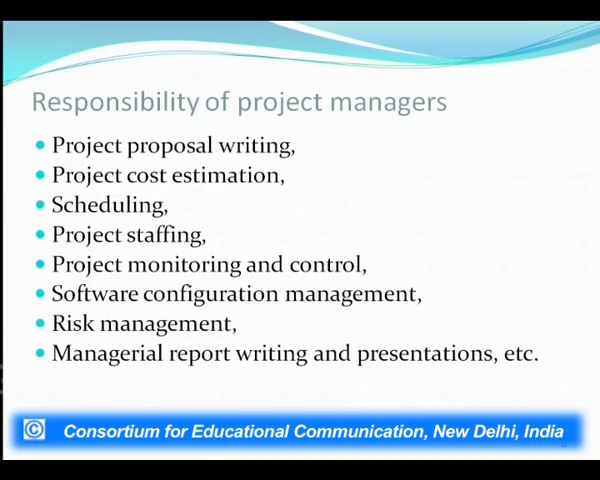 Responsibility of project managers
Project proposal writing,
Project cost estimation,
Scheduling,
Project staffing,
Project monitoring and control,
Software configuration management,
Risk management,
Managerial report writing and presentations, etc.
© Consortium for Educational Communication, New Delhi, India